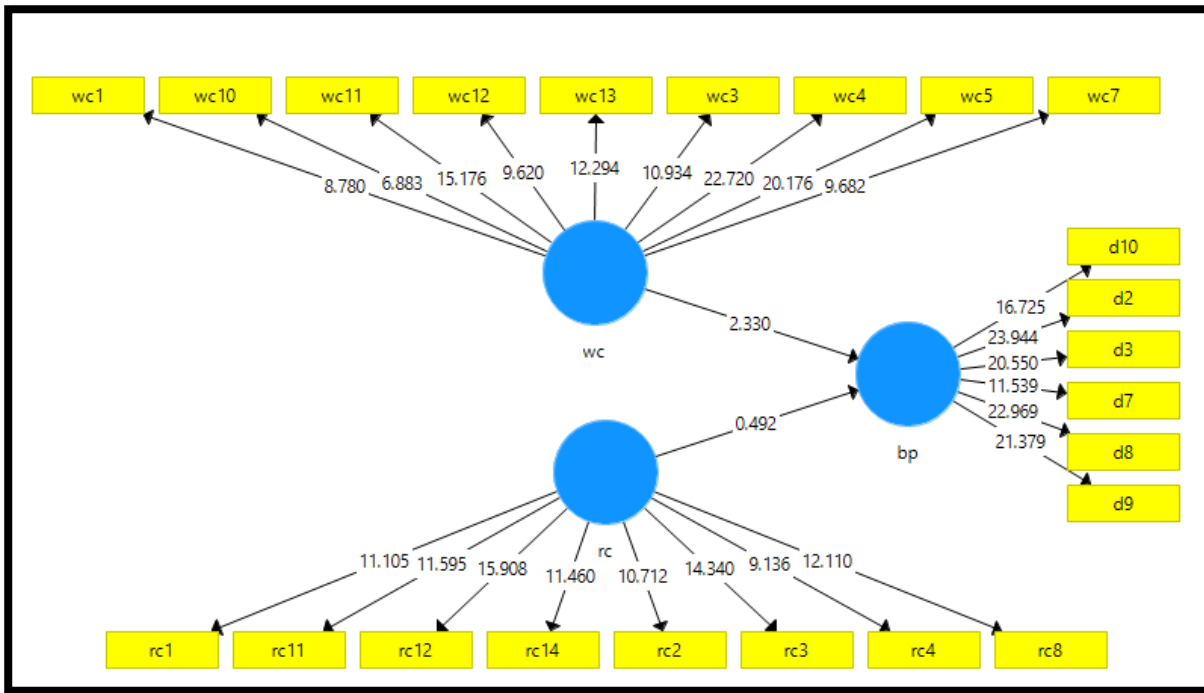 wc1 wc10 wc11 wc12 wc13 wc3 wc4 wc5 wc7
8.780 6.883 15.176 9.620 12.294 10.934 22.720 20.176 9.682
wc
2.330
d10
d2
d3
d7
d8
d9
16.725
23.944
20.550
11.539
22.969
21.379
bp
0.492
rc
11.105 11.595 15.908 11.460 10.712 14.340 9.136 12.110
rc1 rc11 rc12 rc14 rc2 rc3 rc4 rc8